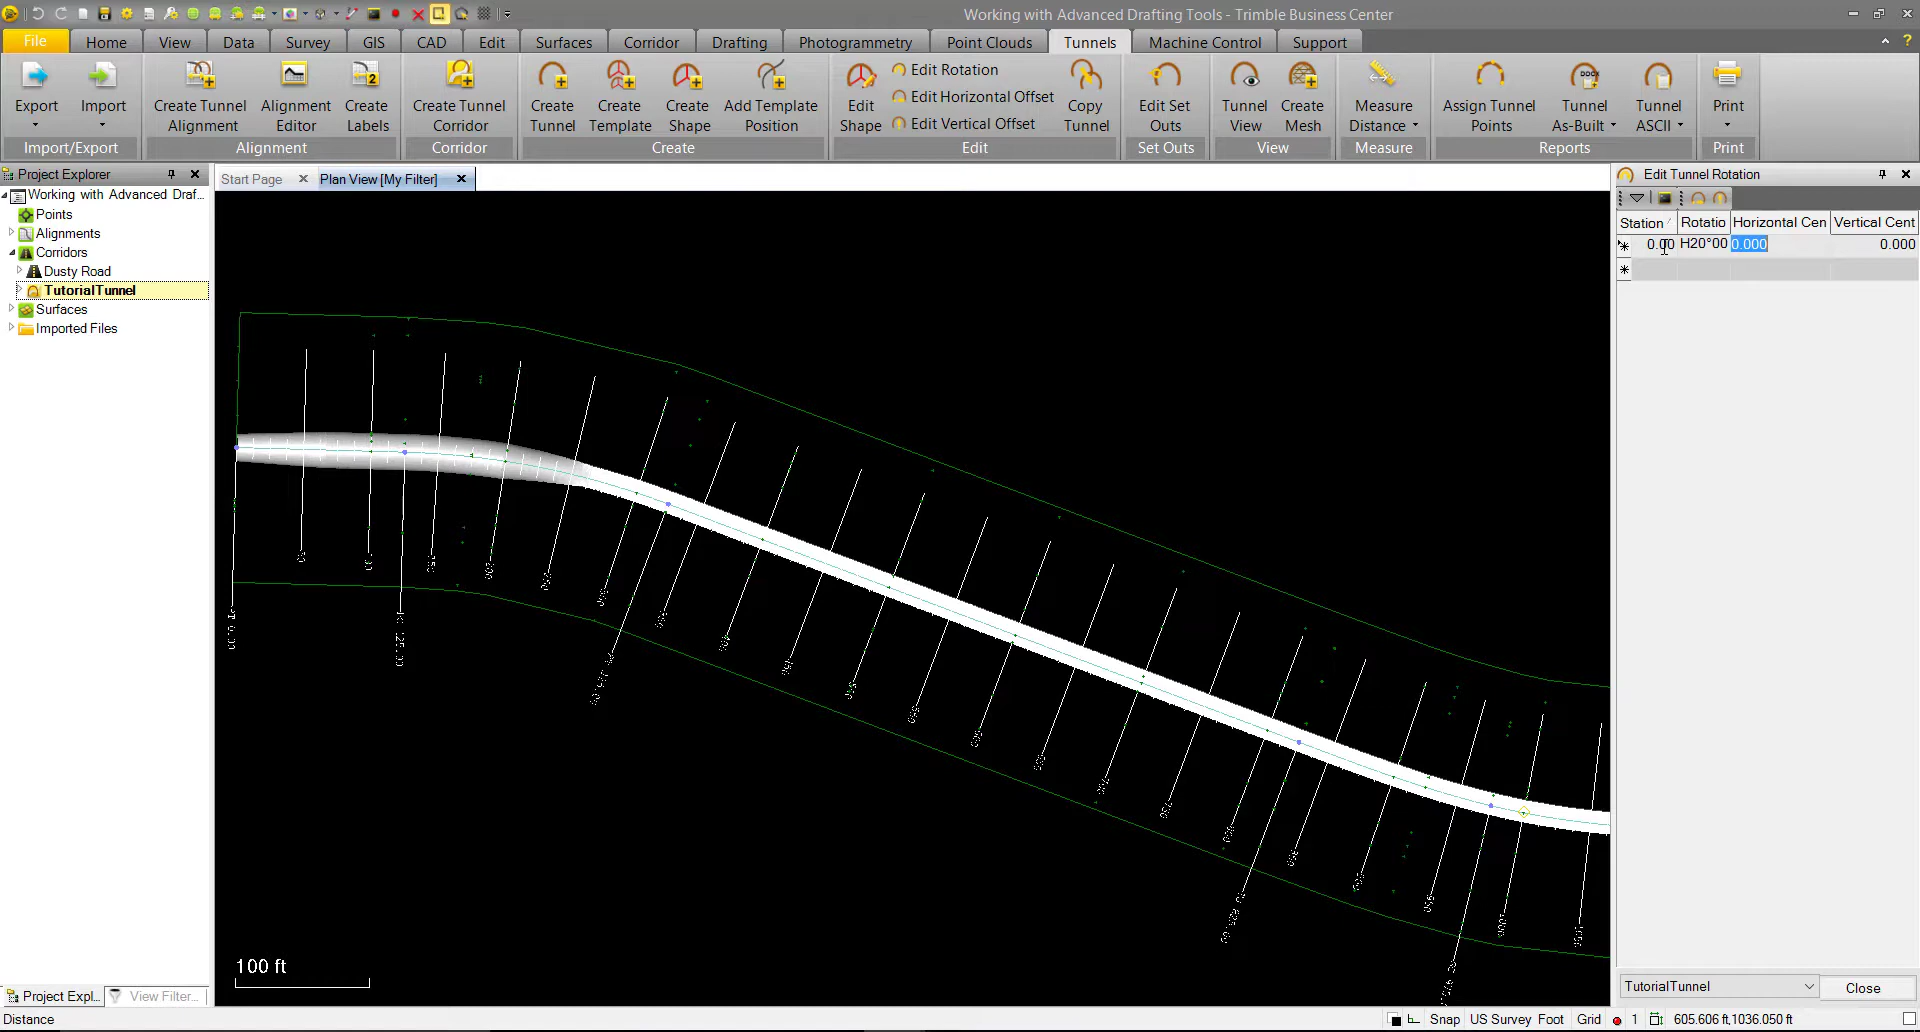 Working with Advanced Drafting Tools - Trimble Business Center
File Home View Data Survey GIS CAD Edit Surfaces Corridor Drafting Photogrammetry Point Clouds Tunnels Machine Control Support
Export
Import
Create Tunnel
Alignment
Alignment
Editor
Create
Labels
Create Tunnel
Corridor
Create
Tunnel
Create
Template
Create
Shape
Add Template
Position
Edit
Shape
Edit Rotation
Edit Horizontal Offset
Edit Vertical Offset
Copy
Tunnel
Edit Set
Outs
Tunnel
View
Create
Mesh
Measure
Distance
Assign Tunnel
Points
DOCX
Tunnel
As-Built
Tunnel
ASCII
Print
Import/Export Alignment Corridor Create Edit Set Outs View Measure Reports Print
Project Explorer
Working with Advanced Draf...
Points
Alignments
Corridors
Dusty Road
TutorialTunnel
Surfaces
Imported Files
Project Expl...
View Filter...
Start Page
Plan View [My Filter]
100 ft
Edit Tunnel Rotation
Station Rotatio Horizontal Cen Vertical Cent
0.00 H20°00 0.000 0.000
TutorialTunnel
Close
Distance
Snap US Survey Foot Grid 1 605.606 ft,1036.050 ft